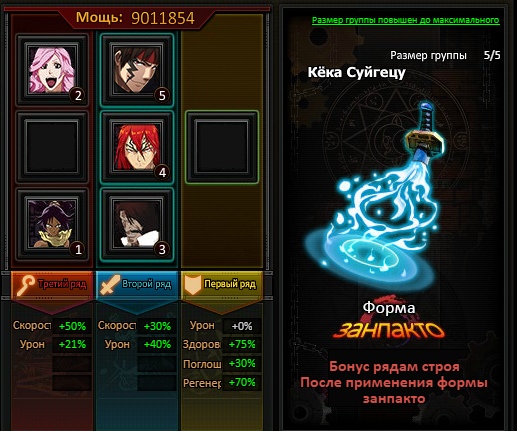 Мощь: 9011854
2
5
4
1
3
Третий ряд
Второй ряд
Первый ряд
Скорост +50%
Урон +21%
Скорост +30%
Урон +40%
Урон +0%
Здоров +75%
Поглош +30%
Регенер +70%
Размер группы повышен до максимального
Размер группы 5/5
Кёка Суйгецу
Форма
занпакто
Бонус рядам строя
После применения формы
занпакто